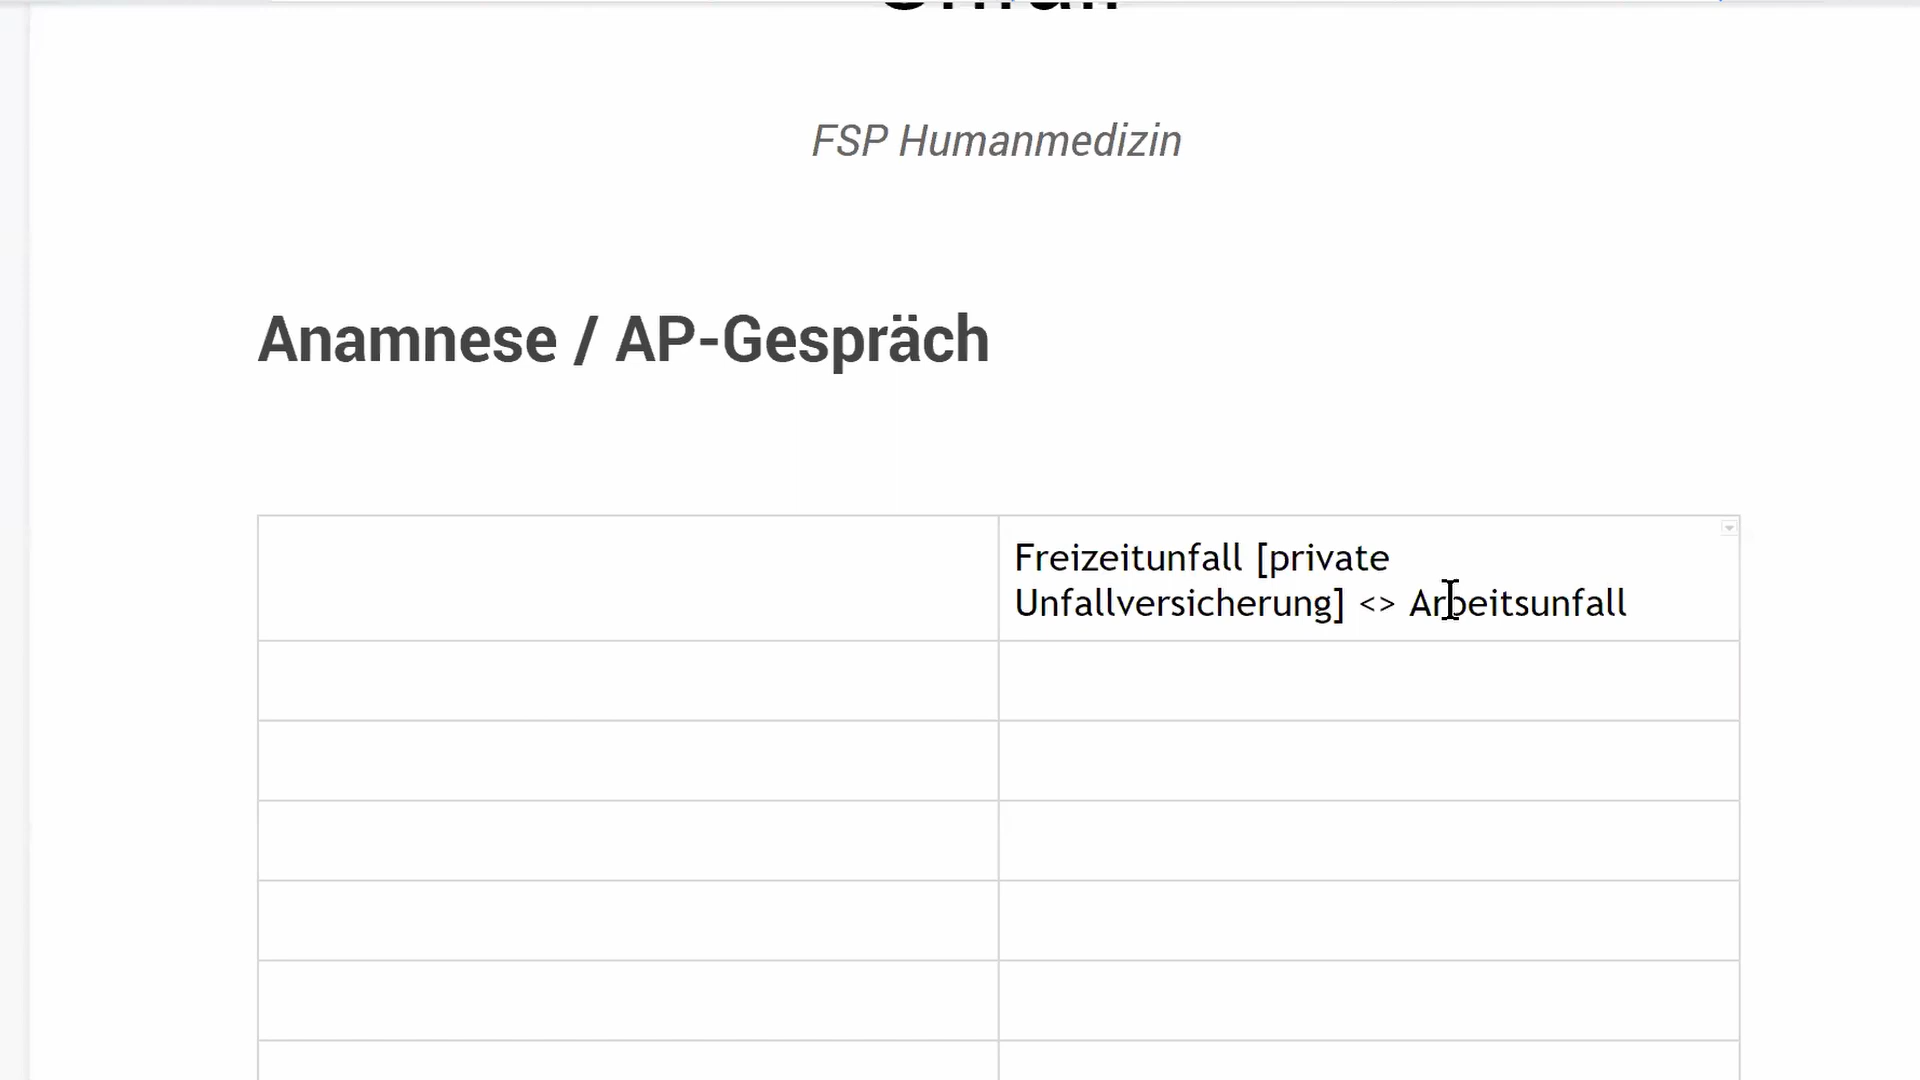 FSP Humanmedizin
Anamnese / AP-Gespräch
Freizeitunfall [private
Unfallversicherung] <> Arbeitsunfall